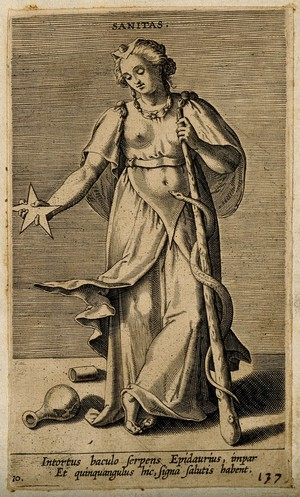 SANITAS:
Intortus baculo serpens Epidaurius, impar
Et quinquangulus hic, signa salutis habent.
10.
137